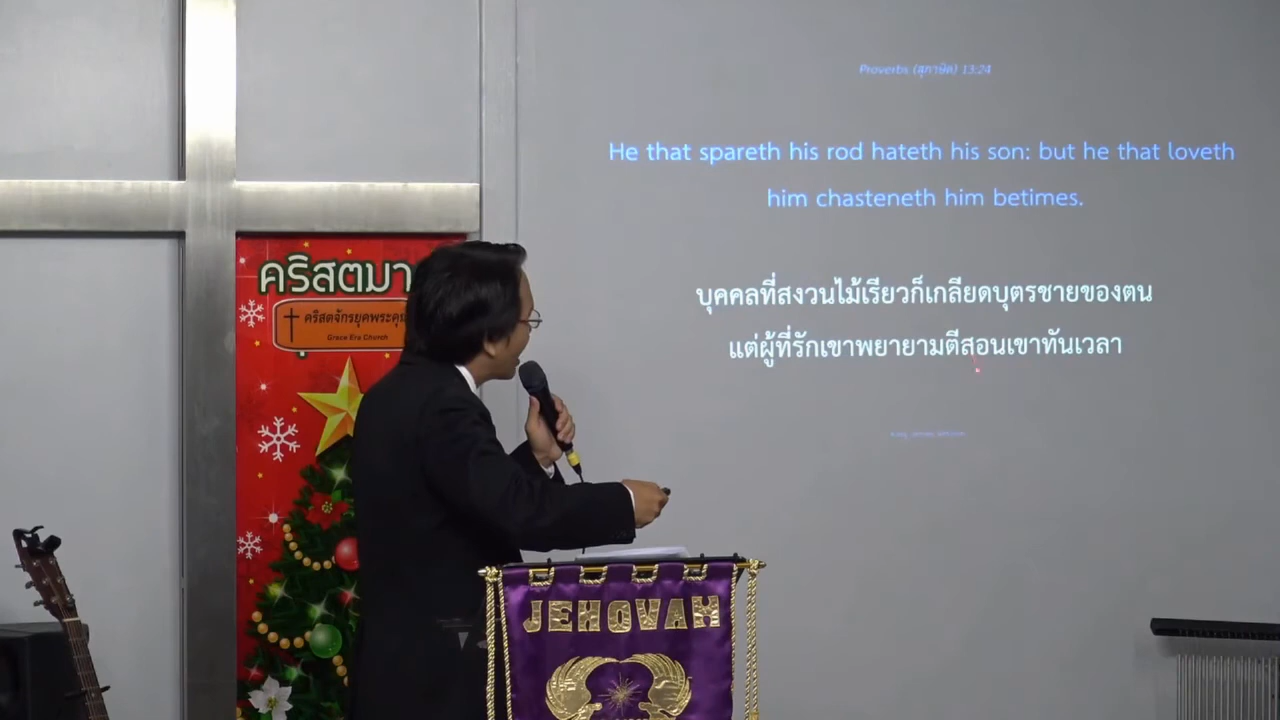 Proverbs (สุภาษิต) 13:24
He that spareth his rod hateth his son: but he that loveth
him chasteneth him betimes.
บุคคลที่สงวนไม้เรียวก็เกลียดบุตรชายของตน
แต่ผู้ที่รักเขาพยายามตีสอนเขาทันเวลา
คริสตมา
คริสตจักรยุคพระคุณ
Grace Era Church
JEHOVAH